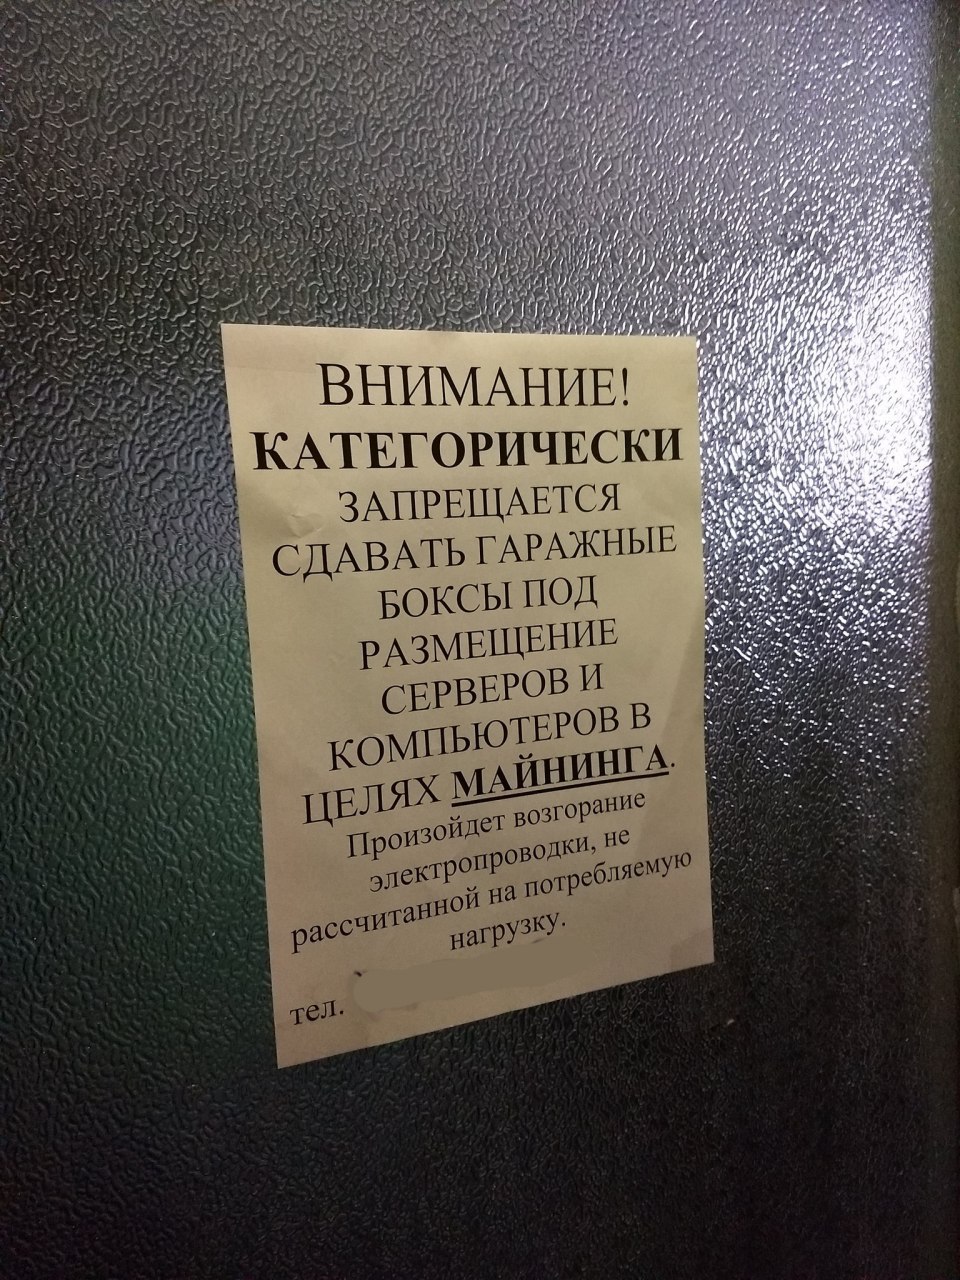 ВНИМАНИЕ!
КАТЕГОРИЧЕСКИ
ЗАПРЕЩАЕТСЯ
СДАВАТЬ ГАРАЖНЫЕ
БОКСЫ ПОД
РАЗМЕЩЕНИЕ
СЕРВЕРОВ И
КОМПЬЮТЕРОВ В
ЦЕЛЯХ МАЙНИНГА.
Произойдет возгорание
электропроводки, не
рассчитанной на потребляемую
нагрузку.
тел.